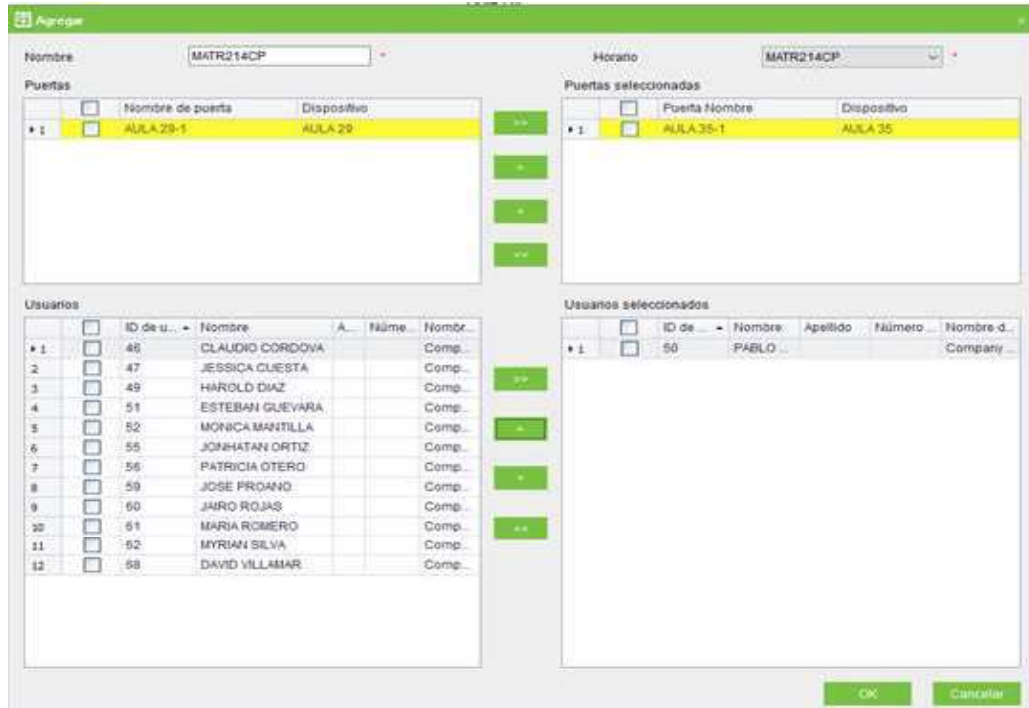 Agregar
Nombre MATR214CP * Horario MATR214CP *
Puertas Puertas seleccionadas
Nombre de puerta Dispositivo Puerta Nombre Dispositivo
1 AULA 29-1 AULA 29 >> 1 AULA 35-1 AULA 35
<<
Usuarios Usuarios seleccionados
ID de u... Nombre A... Núme... Nombr... ID de ... Nombre Apellido Número ... Nombre d...
1 46 CLAUDIO CORDOVA Comp... 1 50 PABLO ... Company ...
2 47 JESSICA CUESTA Comp...
3 49 HAROLD DIAZ Comp... >>
4 51 ESTEBAN GUEVARA Comp...
5 52 MONICA MANTILLA Comp...
6 55 JONHATAN ORTIZ Comp...
7 56 PATRICIA OTERO Comp...
8 59 JOSE PROANO Comp...
9 60 JAIRO ROJAS Comp...
10 61 MARIA ROMERO Comp... <<
11 62 MYRIAN SILVA Comp...
12 68 DAVID VILLAMAR Comp...
OK Cancelar